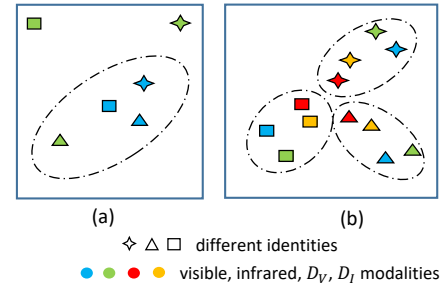 (a) (b)
different identities
visible, infrared, D_V, D_I modalities